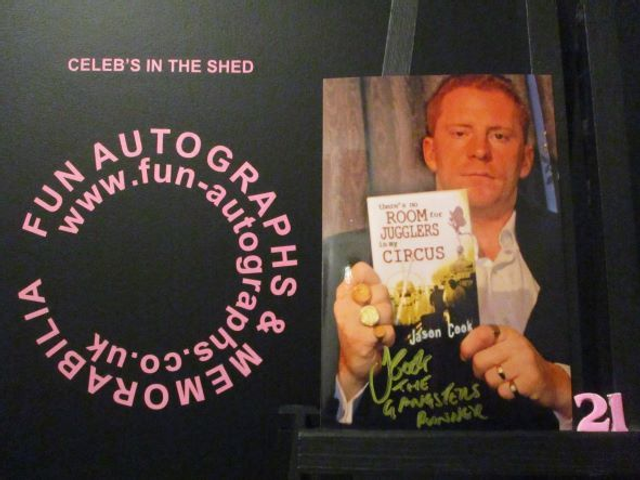 CELEB'S IN THE SHED
FUN AUTOGRAPHS & MEMORABILIA
www.fun-autographs.co.uk
there's no
ROOM for
JUGGLERS
in my
CIRCUS
Jason Cook
JCook
THE
GANGSTERS
RUNNER
21